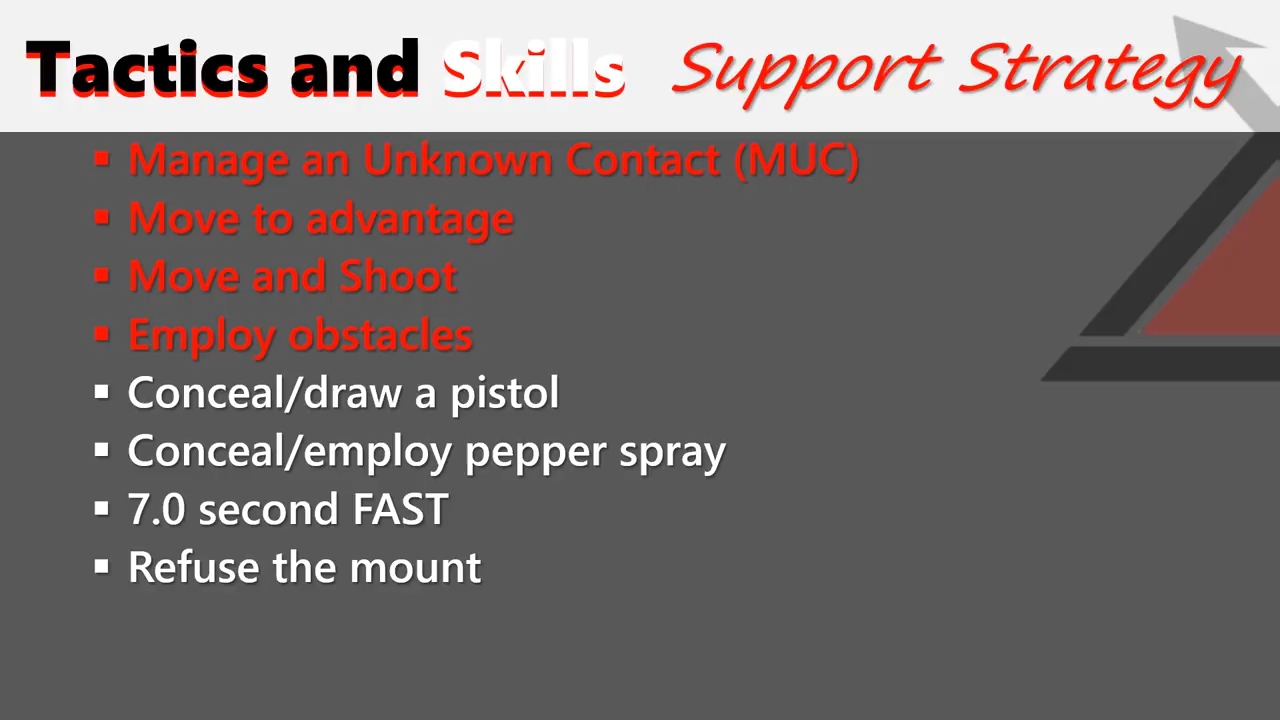 Tactics and Skills Support Strategy
▪ Manage an Unknown Contact (MUC)
▪ Move to advantage
▪ Move and Shoot
▪ Employ obstacles
▪ Conceal/draw a pistol
▪ Conceal/employ pepper spray
▪ 7.0 second FAST
▪ Refuse the mount